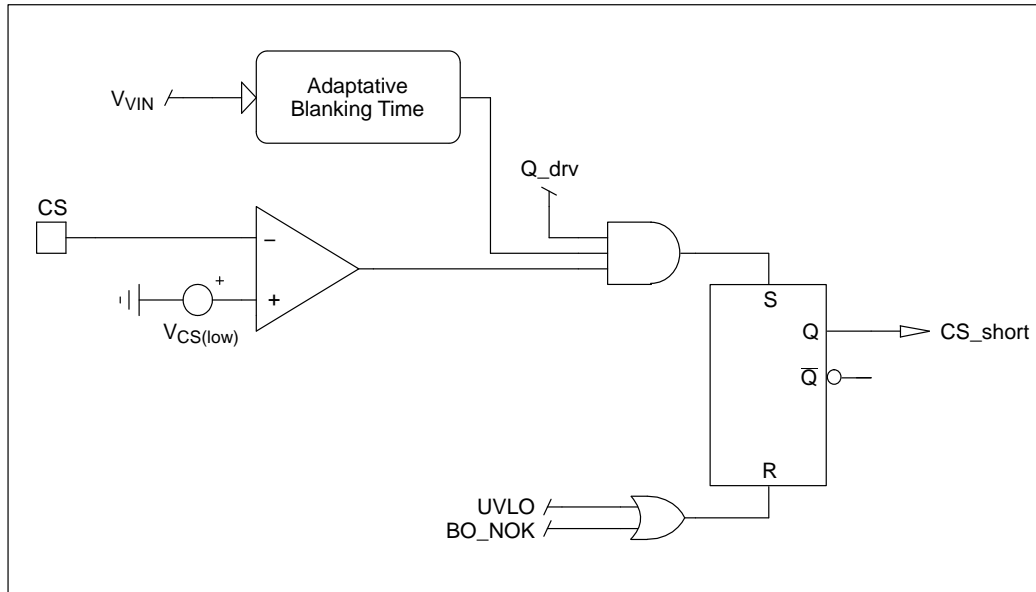 Adaptative
Blanking Time
VVIN
Q_drv
CS
−
+
+
VCS(low)
S
Q
CS_short
Q̅
R
UVLO
BO_NOK